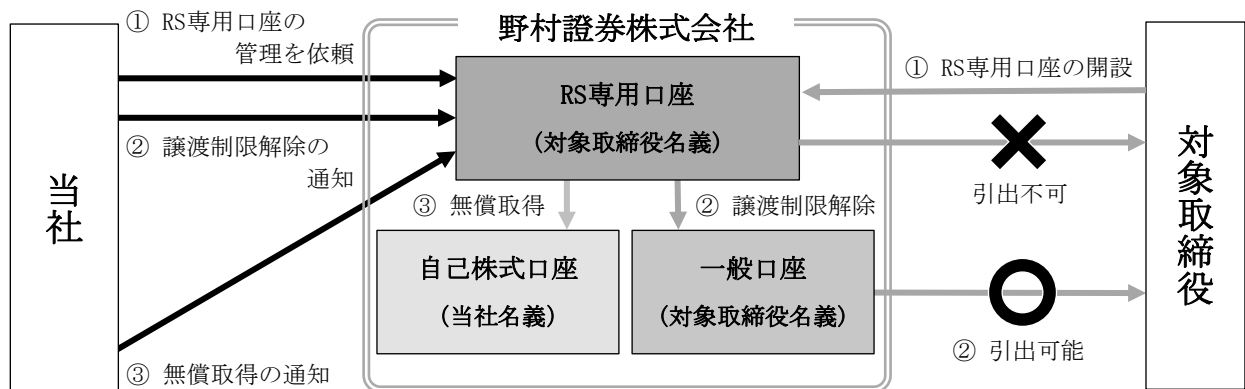 ① RS専用口座の
管理を依頼
② 譲渡制限解除の
通知
③ 無償取得の通知
当社
野村證券株式会社
RS専用口座
(対象取締役名義)
③ 無償取得
② 譲渡制限解除
自己株式口座
(当社名義)
一般口座
(対象取締役名義)
① RS専用口座の開設
引出不可
② 引出可能
対象取締役